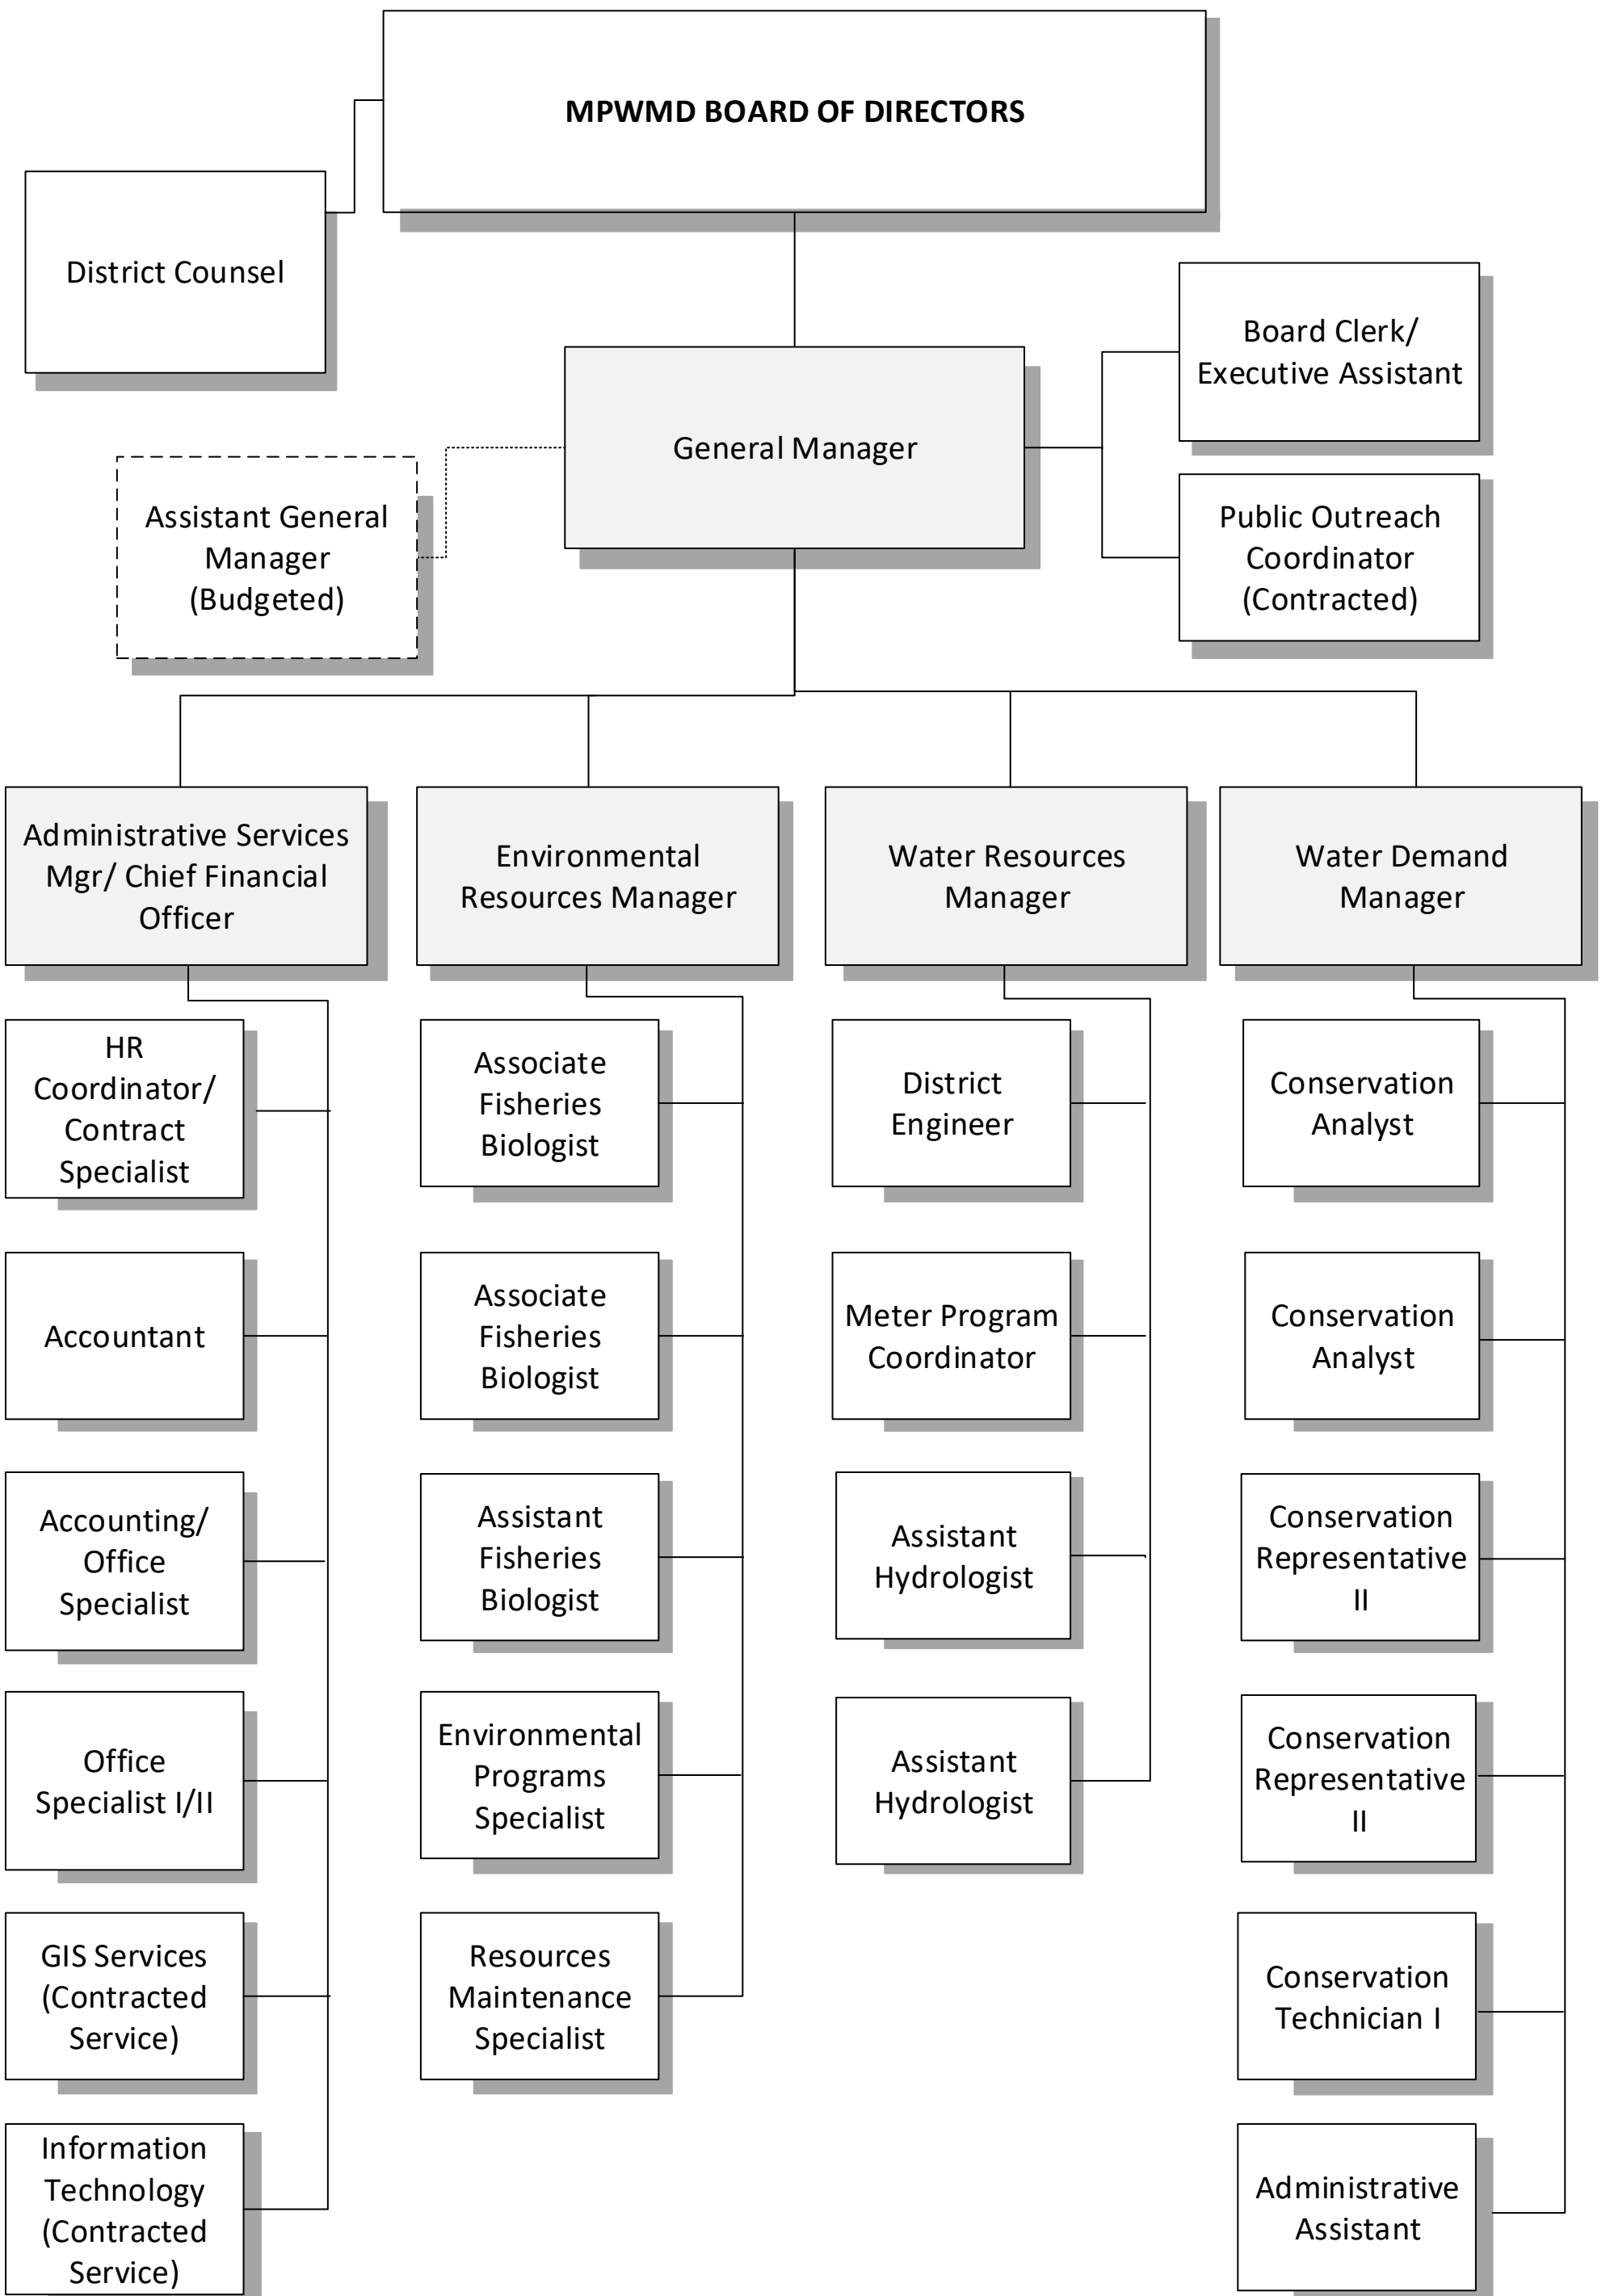 MPWMD BOARD OF DIRECTORS
District Counsel
Board Clerk/
Executive Assistant
General Manager
Assistant General
Manager
(Budgeted)
Public Outreach
Coordinator
(Contracted)
Administrative Services
Mgr/ Chief Financial
Officer
Environmental
Resources Manager
Water Resources
Manager
Water Demand
Manager
HR
Coordinator/
Contract
Specialist
Accountant
Accounting/
Office
Specialist
Office
Specialist I/II
GIS Services
(Contracted
Service)
Information
Technology
(Contracted
Service)
Associate
Fisheries
Biologist
Associate
Fisheries
Biologist
Assistant
Fisheries
Biologist
Environmental
Programs
Specialist
Resources
Maintenance
Specialist
District
Engineer
Meter Program
Coordinator
Assistant
Hydrologist
Assistant
Hydrologist
Conservation
Analyst
Conservation
Analyst
Conservation
Representative
II
Conservation
Representative
II
Conservation
Technician I
Administrative
Assistant